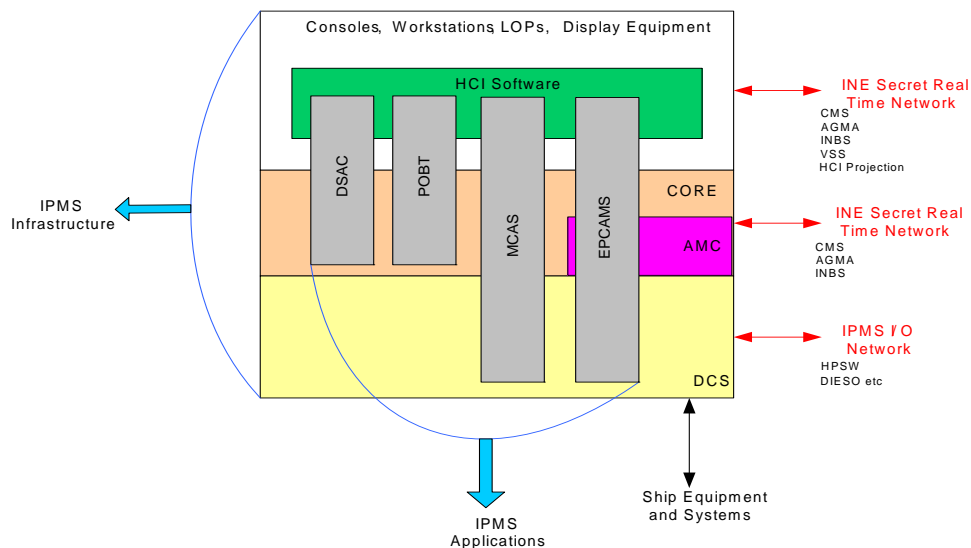 Consoles, Workstations, LOPs, Display Equipment
HCI Software
DSAC
POBT
MCAS
EPCAMS
CORE
AMC
DCS
IPMS
Infrastructure
INE Secret Real
Time Network
CMS
AGMA
INBS
VSS
HCI Projection
INE Secret Real
Time Network
CMS
AGMA
INBS
IPMS I/O
Network
HPSW
DIESO etc
Ship Equipment
and Systems
IPMS
Applications